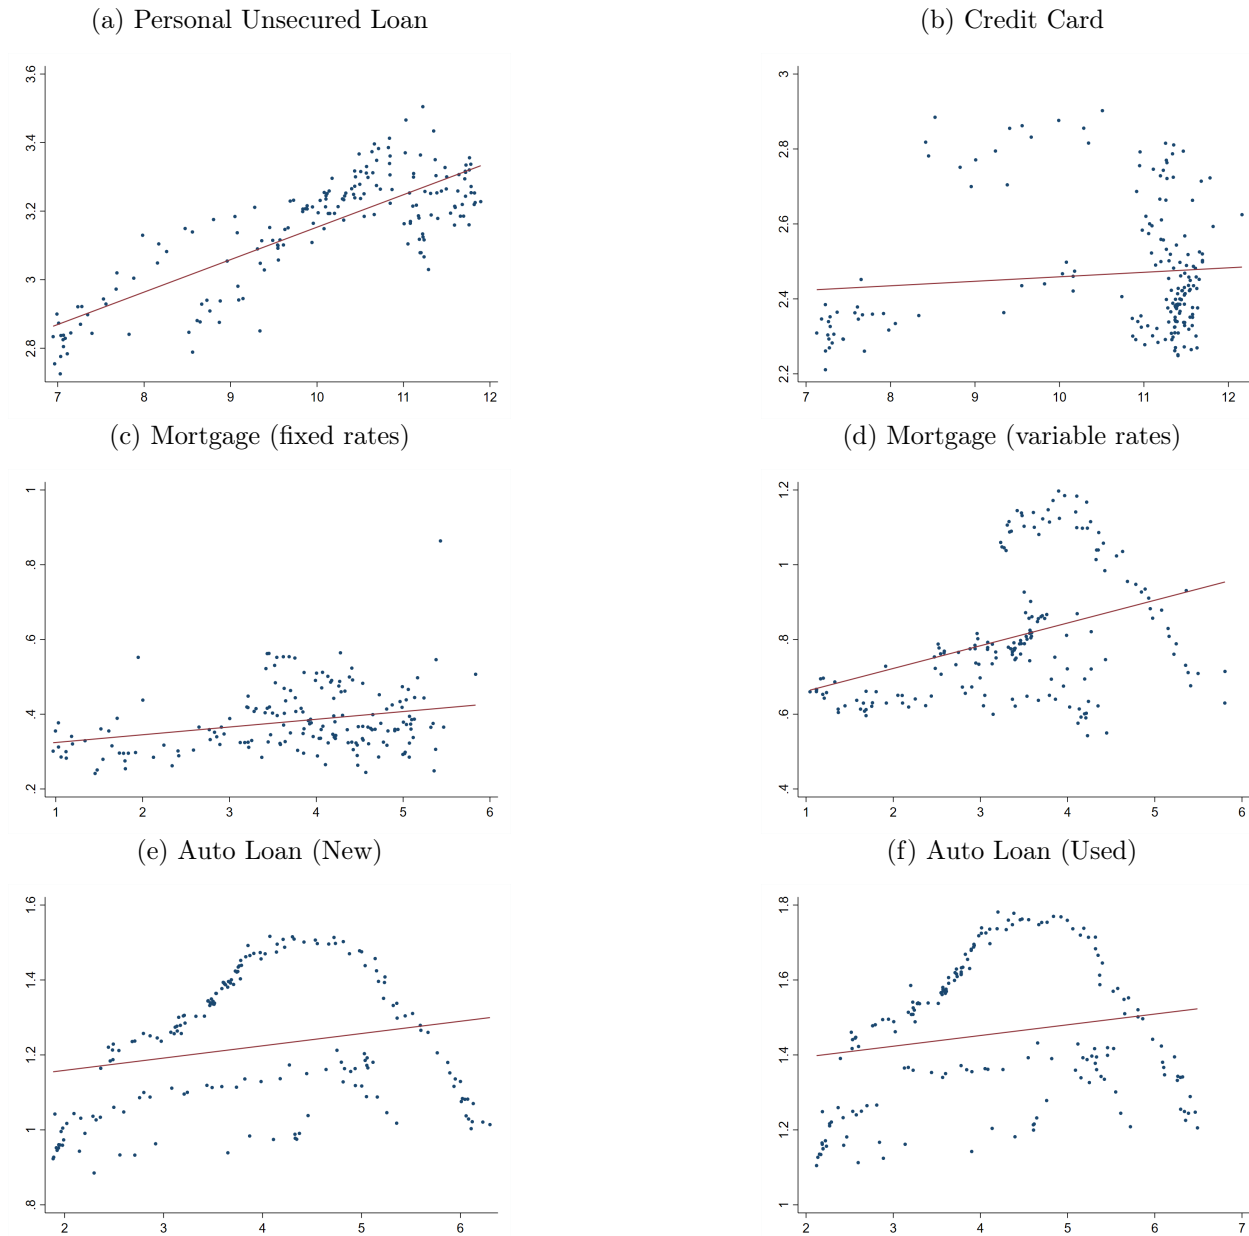 (a) Personal Unsecured Loan
(b) Credit Card
3.6
3.4
3.2
3
2.8
7 8 9 10 11 12
3
2.8
2.6
2.4
2.2
7 8 9 10 11 12
(c) Mortgage (fixed rates)
(d) Mortgage (variable rates)
1
.8
.6
.4
.2
1 2 3 4 5 6
1.2
1
.8
.6
.4
1 2 3 4 5 6
(e) Auto Loan (New)
(f) Auto Loan (Used)
1.6
1.4
1.2
1
.8
2 3 4 5 6
1.8
1.6
1.4
1.2
1
2 3 4 5 6 7